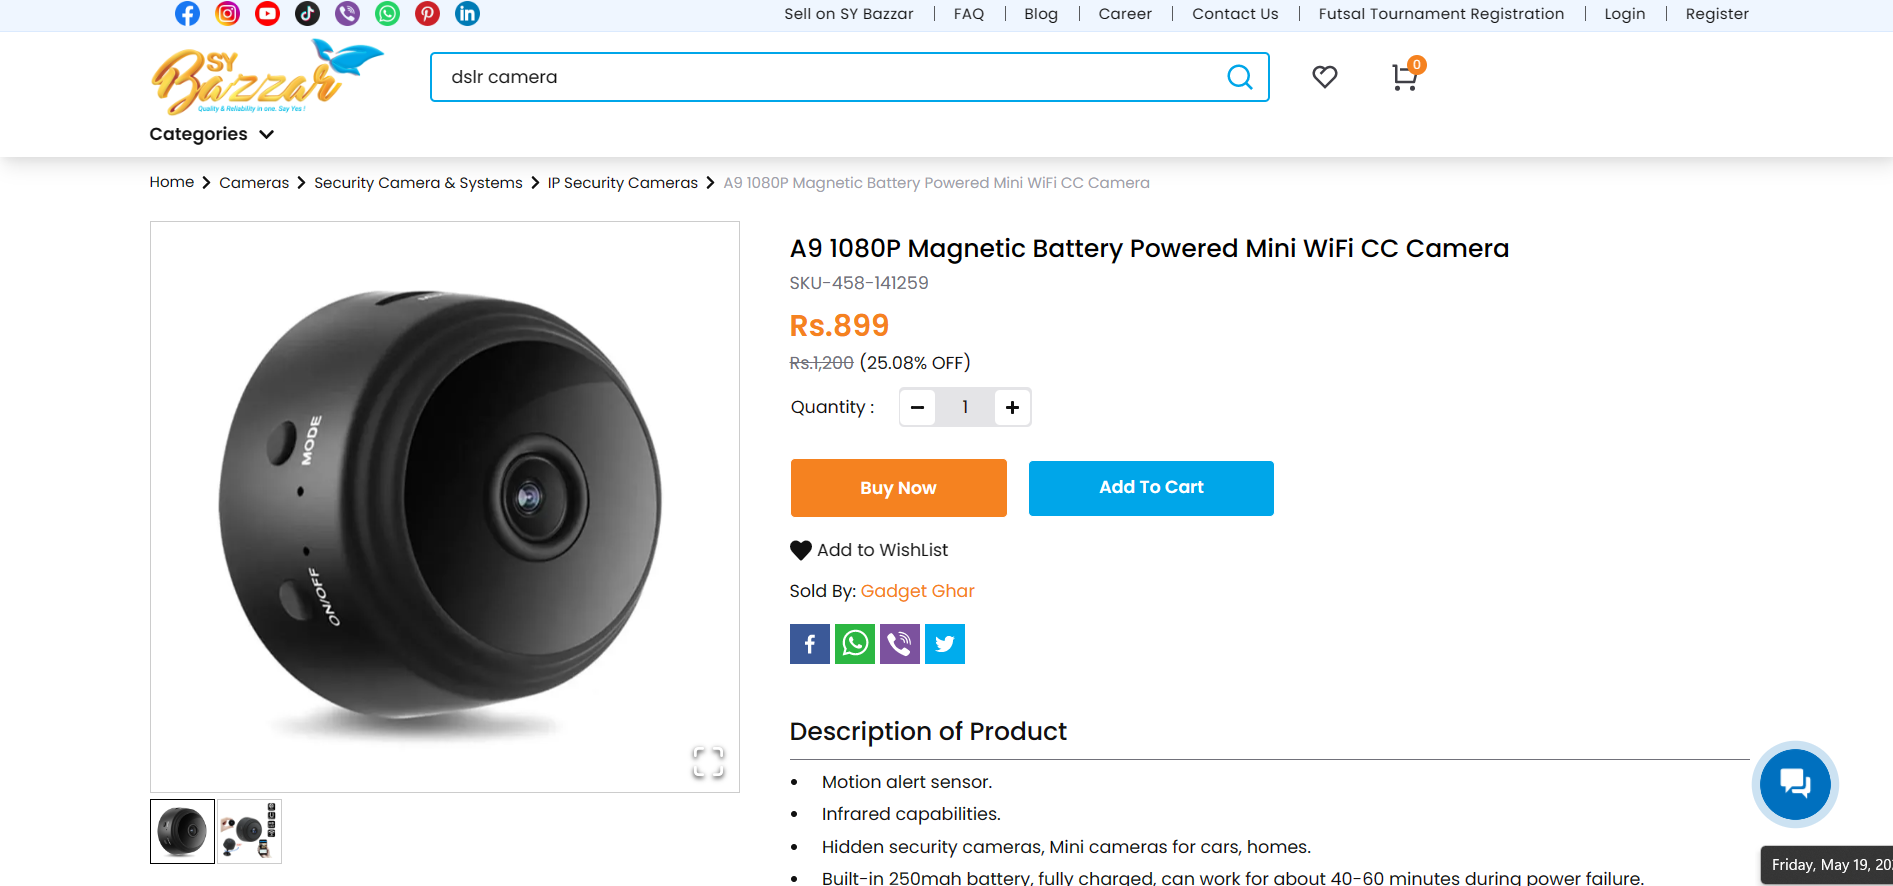 Sell on SY Bazzar | FAQ | Blog | Career | Contact Us | Futsal Tournament Registration | Login | Register
SY
Bazzar
Quality & Reliability in one. Say Yes !
dslr camera
0
Categories
Home > Cameras > Security Camera & Systems > IP Security Cameras > A9 1080P Magnetic Battery Powered Mini WiFi CC Camera
MODE
ON/OFF
A9 1080P Magnetic Battery Powered Mini WiFi CC Camera
SKU-458-141259
Rs.899
Rs.1,200 (25.08% OFF)
Quantity : − 1 +
Buy Now
Add To Cart
Add to WishList
Sold By: Gadget Ghar
Description of Product
• Motion alert sensor.
• Infrared capabilities.
• Hidden security cameras, Mini cameras for cars, homes.
• Built-in 250mah battery, fully charged, can work for about 40-60 minutes during power failure.
Friday, May 19, 20